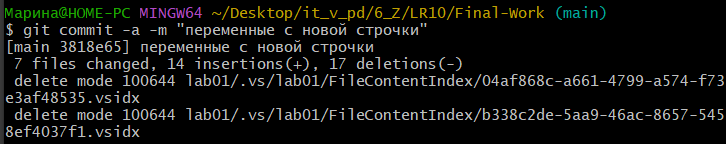 Марина@HOME-PC MINGW64 ~/Desktop/it_v_pd/6_Z/LR10/Final-Work (main)
$ git commit -a -m "переменные с новой строчки"
[main 3818e65] переменные с новой строчки
 7 files changed, 14 insertions(+), 17 deletions(-)
 delete mode 100644 lab01/.vs/lab01/FileContentIndex/04af868c-a661-4799-a574-f73
e3af48535.vsidx
 delete mode 100644 lab01/.vs/lab01/FileContentIndex/b338c2de-5aa9-46ac-8657-545
8ef4037f1.vsidx